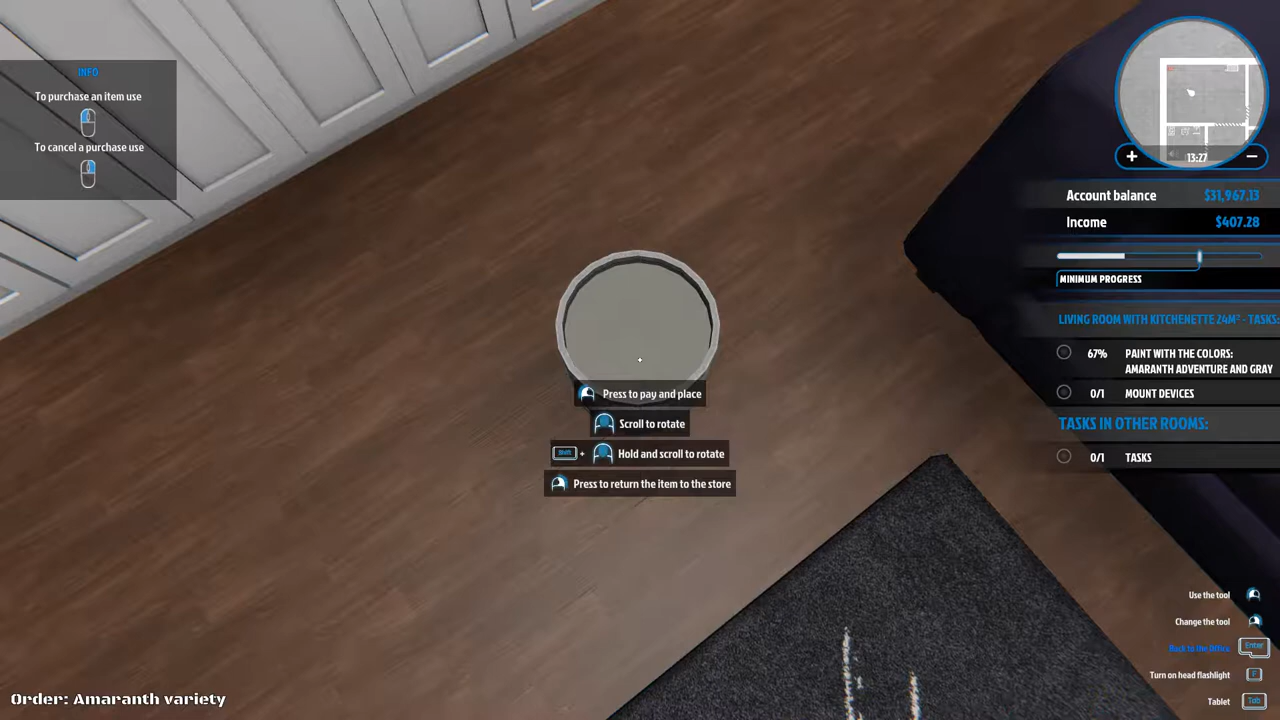 INFO
To purchase an item use
To cancel a purchase use
13:27
Account balance $31,967.13
Income $407.28
MINIMUM PROGRESS
LIVING ROOM WITH KITCHENETTE 24M² - TASKS:
67% PAINT WITH THE COLORS:
AMARANTH ADVENTURE AND GRAY
0/1 MOUNT DEVICES
TASKS IN OTHER ROOMS:
0/1 TASKS
Press to pay and place
Scroll to rotate
Shift + Hold and scroll to rotate
Press to return the item to the store
Use the tool
Change the tool
Back to the Office Enter
Turn on head flashlight F
Tablet Tab
Order: Amaranth variety